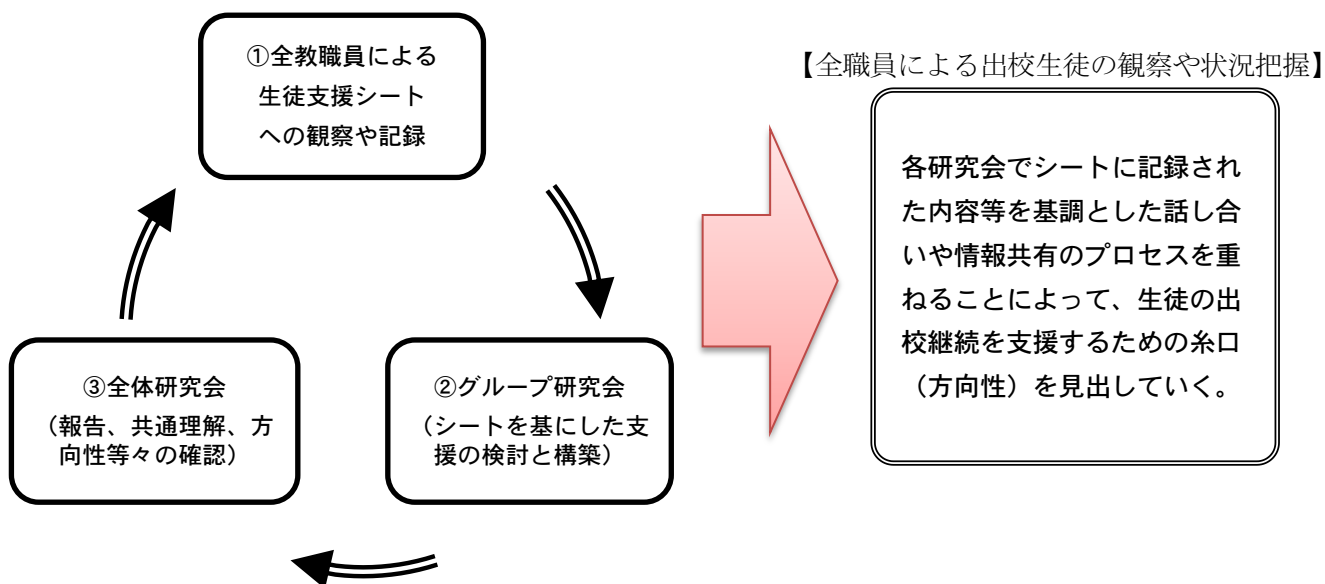 ①全教職員による
生徒支援シート
への観察や記録
②グループ研究会
（シートを基にした支
援の検討と構築）
③全体研究会
（報告、共通理解、方
向性等々の確認）
【全職員による出校生徒の観察や状況把握】
各研究会でシートに記録され
た内容等を基調とした話し合
いや情報共有のプロセスを重
ねることによって、生徒の出
校継続を支援するための糸口
（方向性）を見出していく。